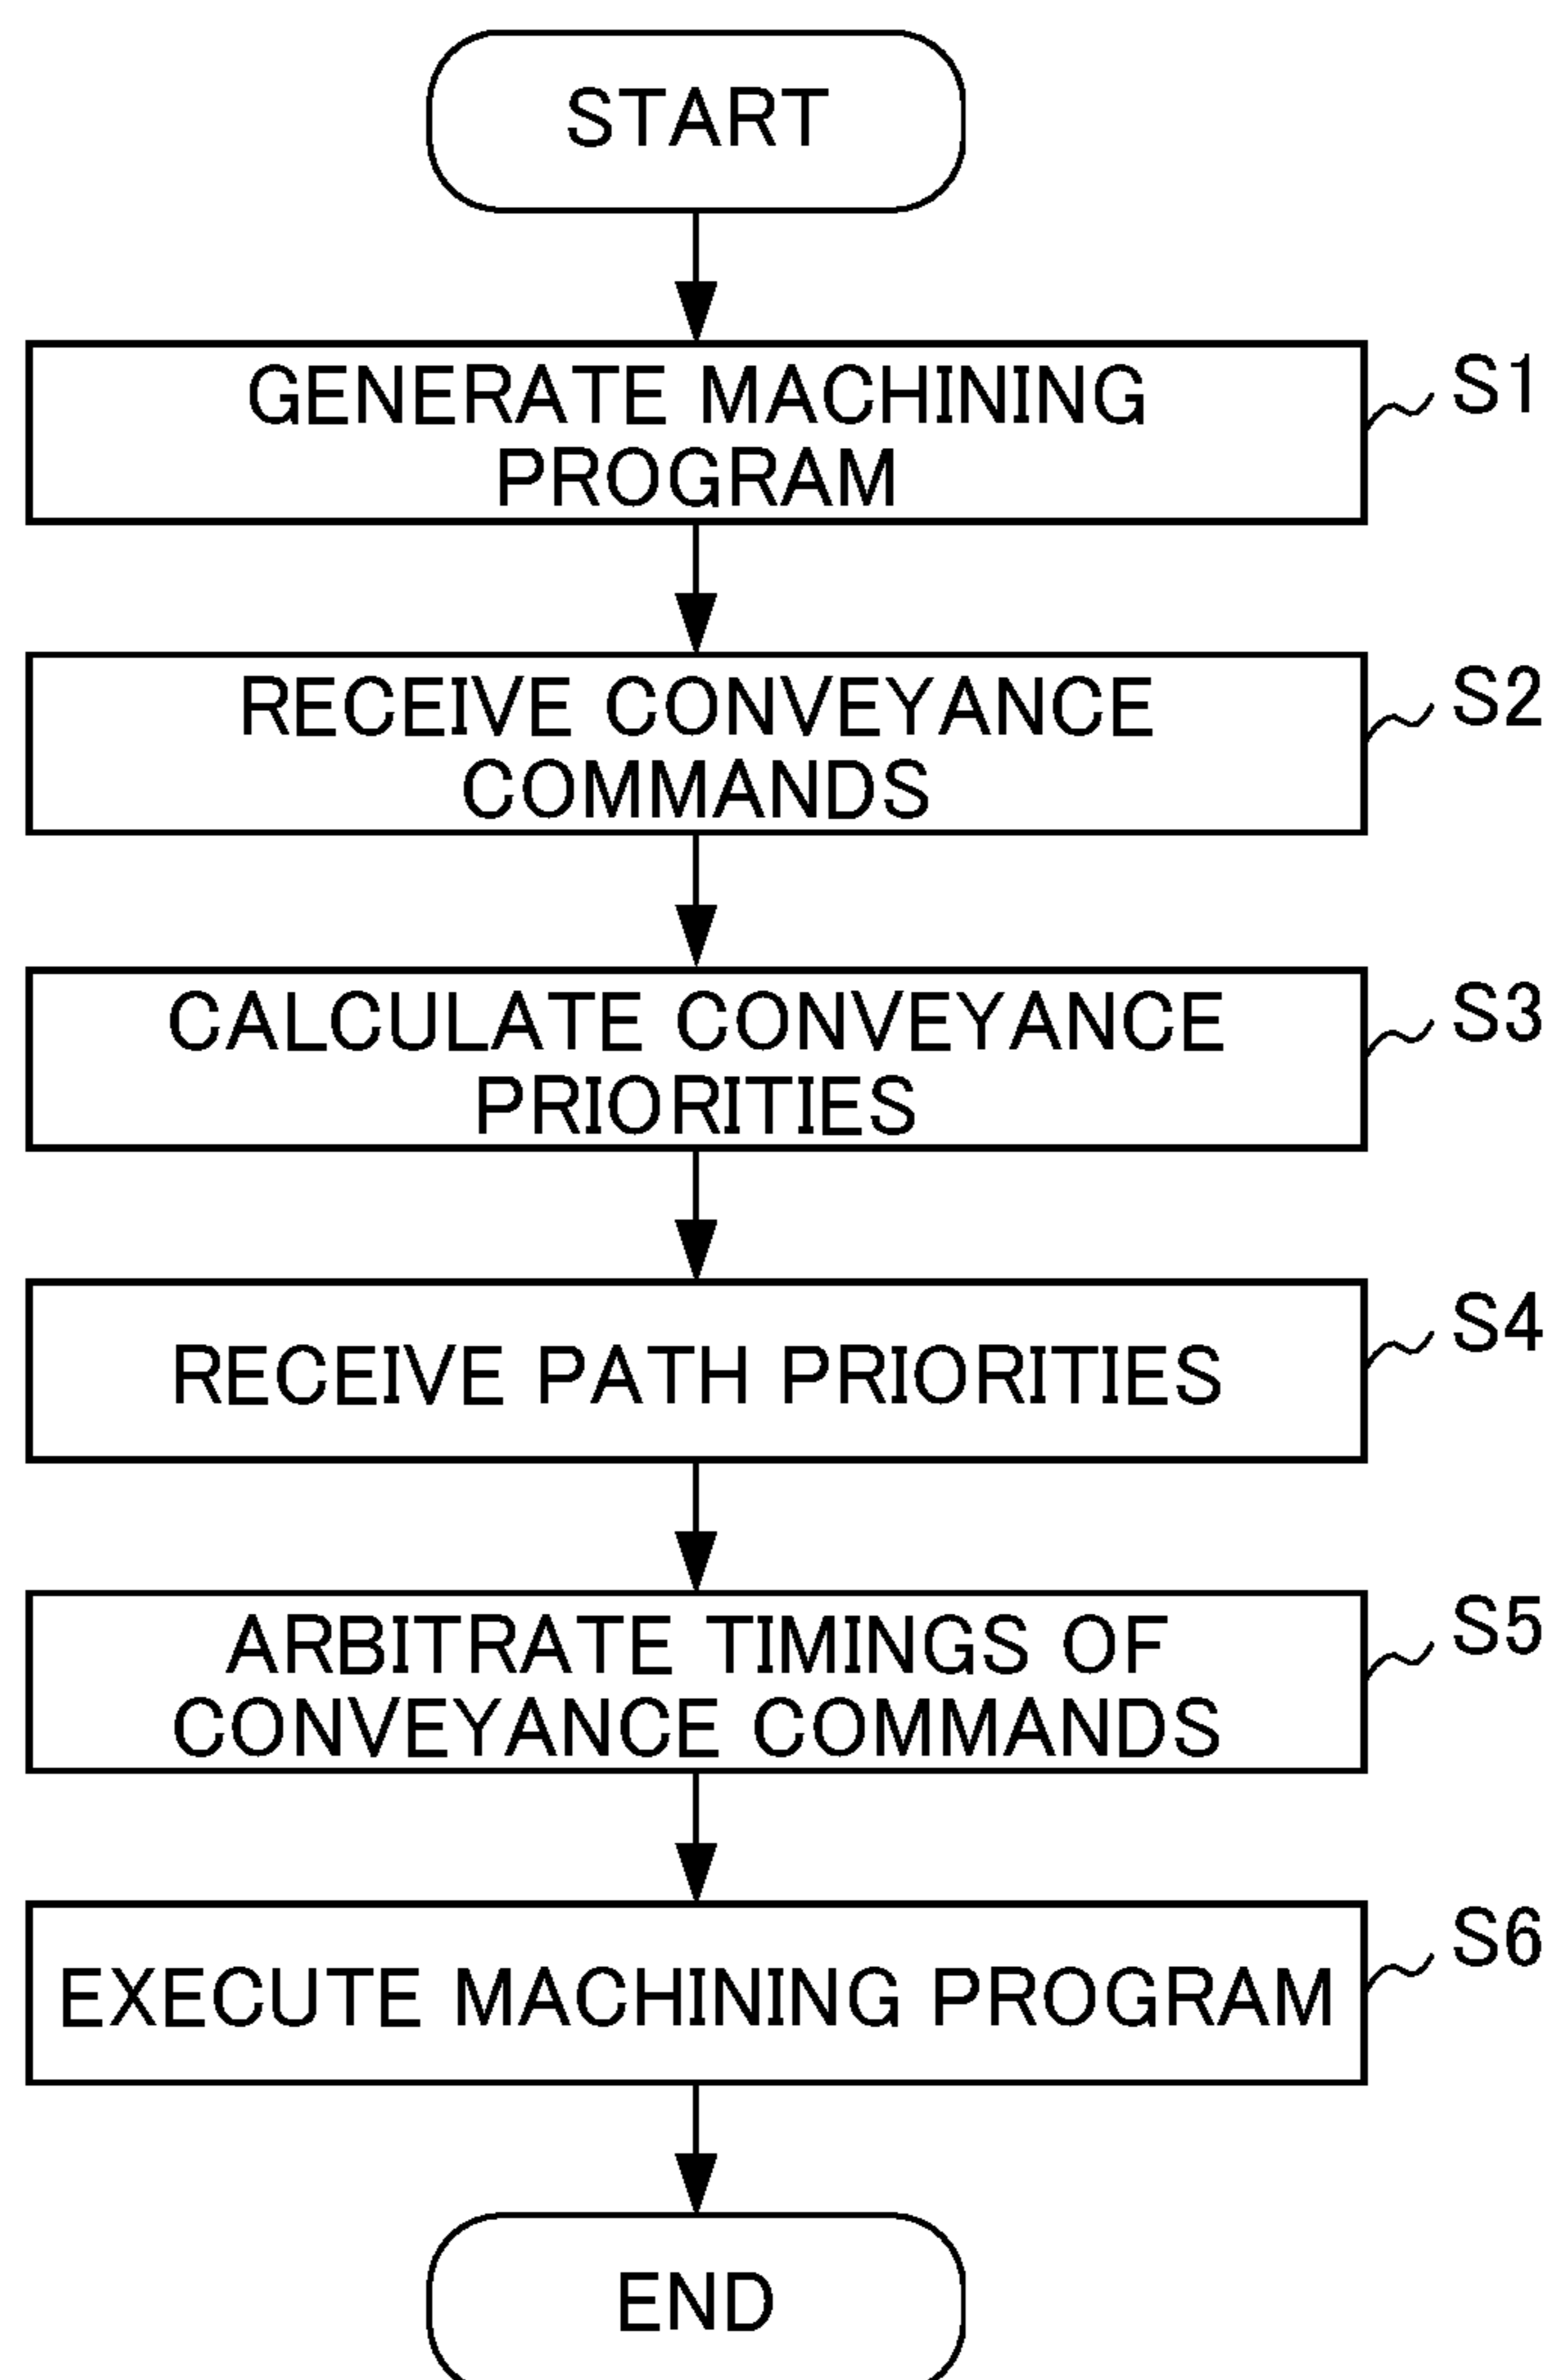 START
GENERATE MACHINING
PROGRAM
S1
RECEIVE CONVEYANCE
COMMANDS
S2
CALCULATE CONVEYANCE
PRIORITIES
S3
RECEIVE PATH PRIORITIES
S4
ARBITRATE TIMINGS OF
CONVEYANCE COMMANDS
S5
EXECUTE MACHINING PROGRAM
S6
END